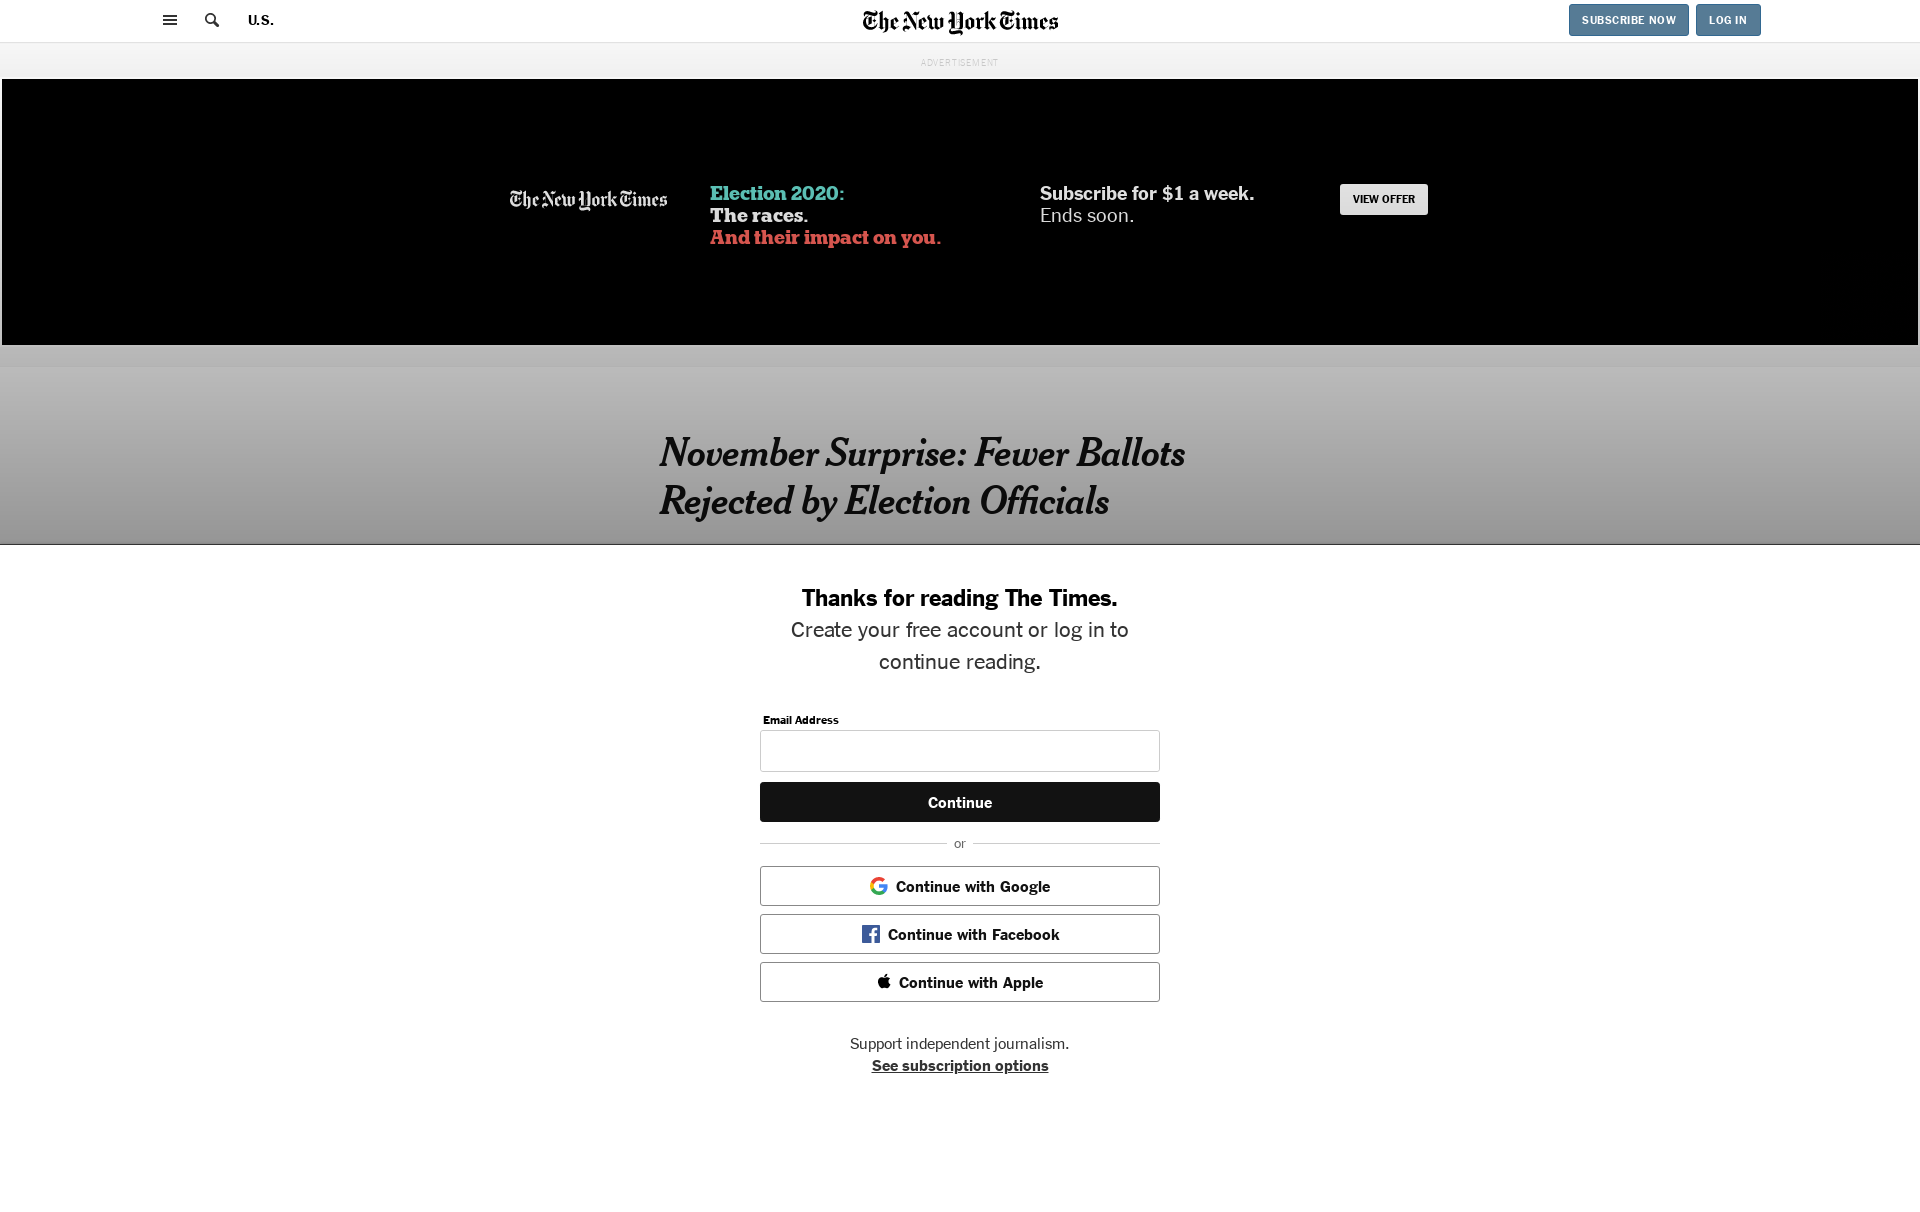 U.S.
The New York Times
SUBSCRIBE NOW
LOG IN
ADVERTISEMENT
The New York Times
Election 2020:
The races.
And their impact on you.
Subscribe for $1 a week.
Ends soon.
VIEW OFFER
November Surprise: Fewer Ballots
Rejected by Election Officials
Thanks for reading The Times.
Create your free account or log in to
continue reading.
Email Address
Continue
or
Continue with Google
Continue with Facebook
Continue with Apple
Support independent journalism.
See subscription options